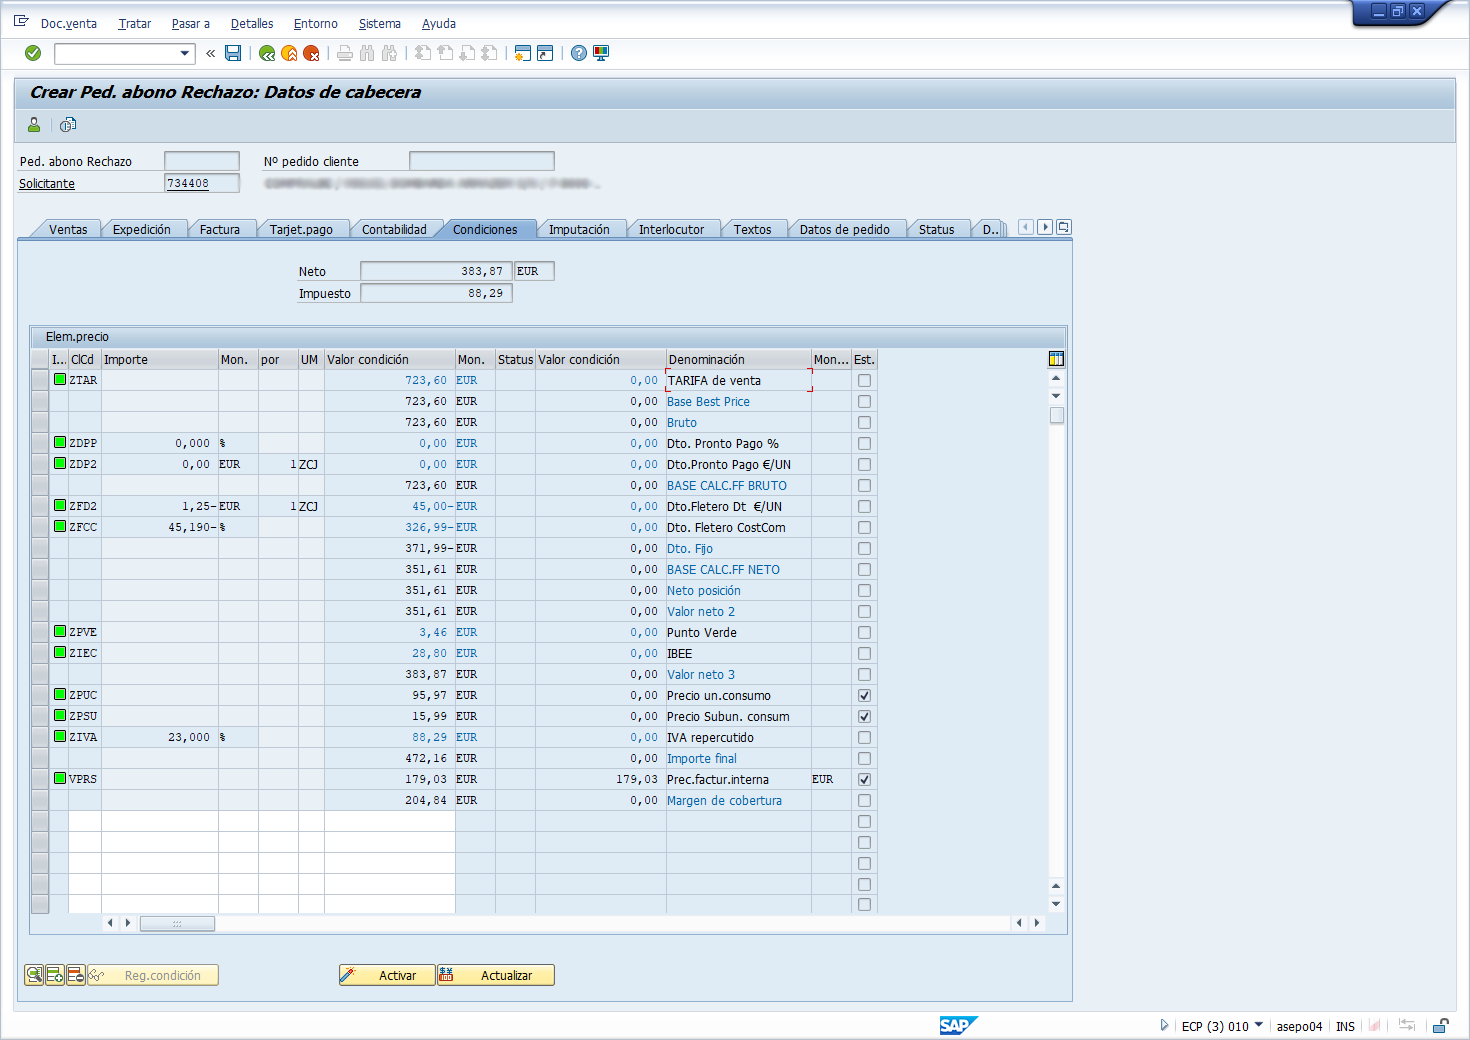 Doc.venta Tratar Pasar a Detalles Entorno Sistema Ayuda
Crear Ped. abono Rechazo: Datos de cabecera
Ped. abono Rechazo Nº pedido cliente
Solicitante 734408
Ventas Expedición Factura Tarjet.pago Contabilidad Condiciones Imputación Interlocutor Textos Datos de pedido Status D..
Neto 383,87 EUR
Impuesto 88,29
Elem.precio
I... ClCd Importe Mon. por UM Valor condición Mon. Status Valor condición Denominación Mon... Est.
ZTAR 723,60 EUR 0,00 TARIFA de venta
723,60 EUR 0,00 Base Best Price
723,60 EUR 0,00 Bruto
ZDPP 0,000 % 0,00 EUR 0,00 Dto. Pronto Pago %
ZDP2 0,00 EUR 1 ZCJ 0,00 EUR 0,00 Dto.Pronto Pago €/UN
723,60 EUR 0,00 BASE CALC.FF BRUTO
ZFD2 1,25- EUR 1 ZCJ 45,00- EUR 0,00 Dto.Fletero Dt €/UN
ZFCC 45,190- % 326,99- EUR 0,00 Dto. Fletero CostCom
371,99- EUR 0,00 Dto. Fijo
351,61 EUR 0,00 BASE CALC.FF NETO
351,61 EUR 0,00 Neto posición
351,61 EUR 0,00 Valor neto 2
ZPVE 3,46 EUR 0,00 Punto Verde
ZIEC 28,80 EUR 0,00 IBEE
383,87 EUR 0,00 Valor neto 3
ZPUC 95,97 EUR 0,00 Precio un.consumo
ZPSU 15,99 EUR 0,00 Precio Subun. consum
ZIVA 23,000 % 88,29 EUR 0,00 IVA repercutido
472,16 EUR 0,00 Importe final
VPRS 179,03 EUR 179,03 Prec.factur.interna EUR
204,84 EUR 0,00 Margen de cobertura
Reg.condición Activar Actualizar
SAP ECP (3) 010 asepo04 INS